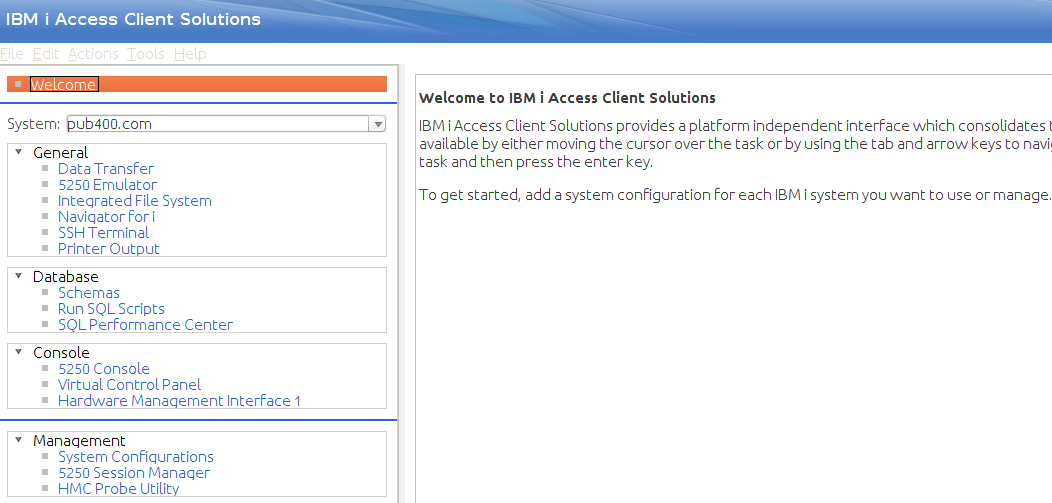 IBM i Access Client Solutions
File Edit Actions Tools Help
Welcome
System: pub400.com
General
Data Transfer
5250 Emulator
Integrated File System
Navigator for i
SSH Terminal
Printer Output
Database
Schemas
Run SQL Scripts
SQL Performance Center
Console
5250 Console
Virtual Control Panel
Hardware Management Interface 1
Management
System Configurations
5250 Session Manager
HMC Probe Utility
Welcome to IBM i Access Client Solutions
IBM i Access Client Solutions provides a platform independent interface which consolidates
available by either moving the cursor over the task or by using the tab and arrow keys to
task and then press the enter key.
To get started, add a system configuration for each IBM i system you want to use or manage.